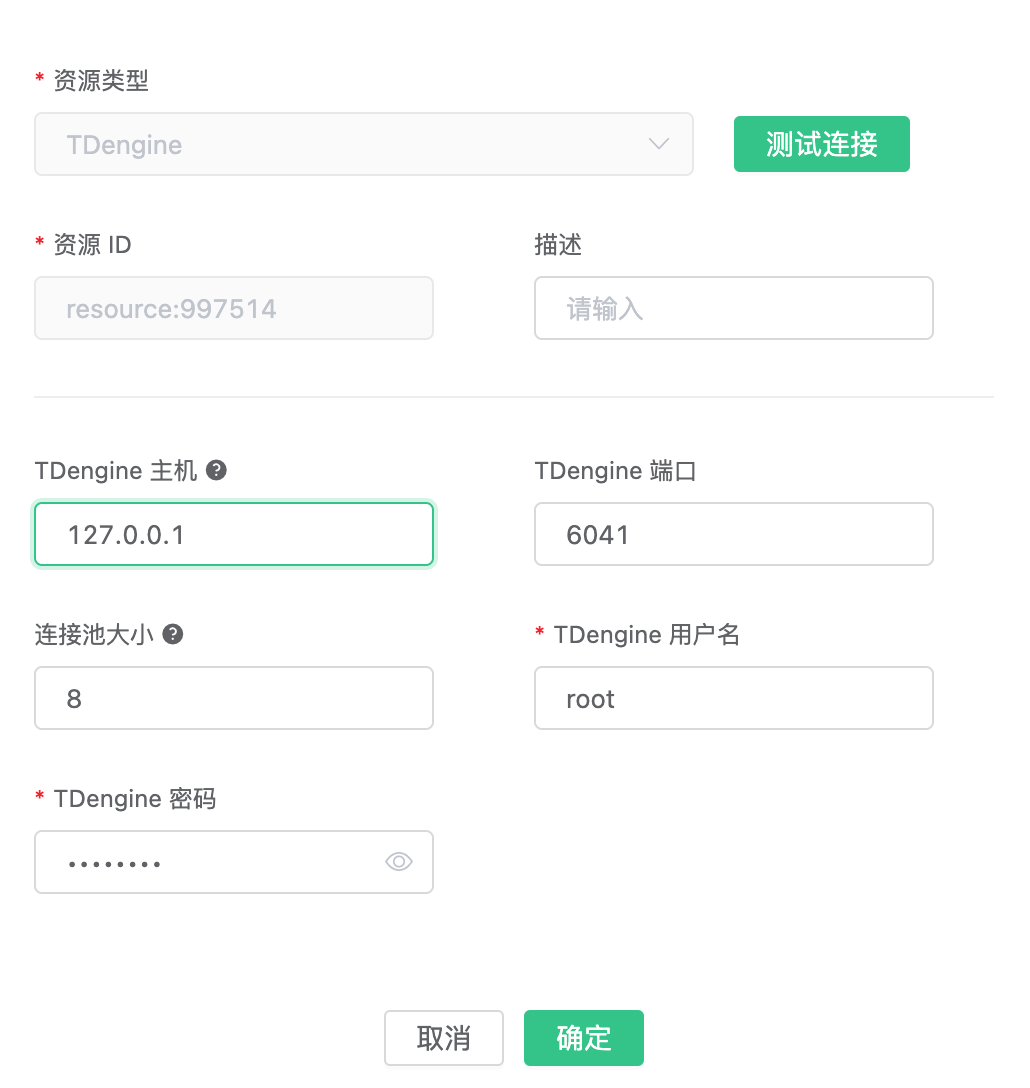 * 资源类型
TDengine
测试连接
* 资源 ID
描述
resource:997514
请输入
TDengine 主机 ?
TDengine 端口
127.0.0.1
6041
连接池大小 ?
* TDengine 用户名
8
root
* TDengine 密码
••••••••
取消
确定